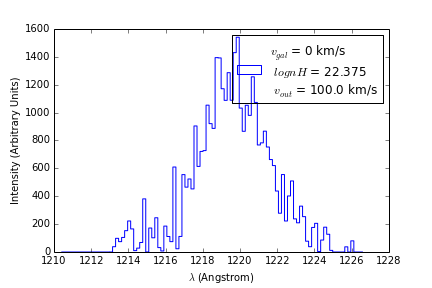 1600
1400
1200
1000
800
600
400
200
0
Intensity (Arbitrary Units)
v_gal = 0 km/s
lognH = 22.375
v_out = 100.0 km/s
1210 1212 1214 1216 1218 1220 1222 1224 1226 1228
λ (Angstrom)